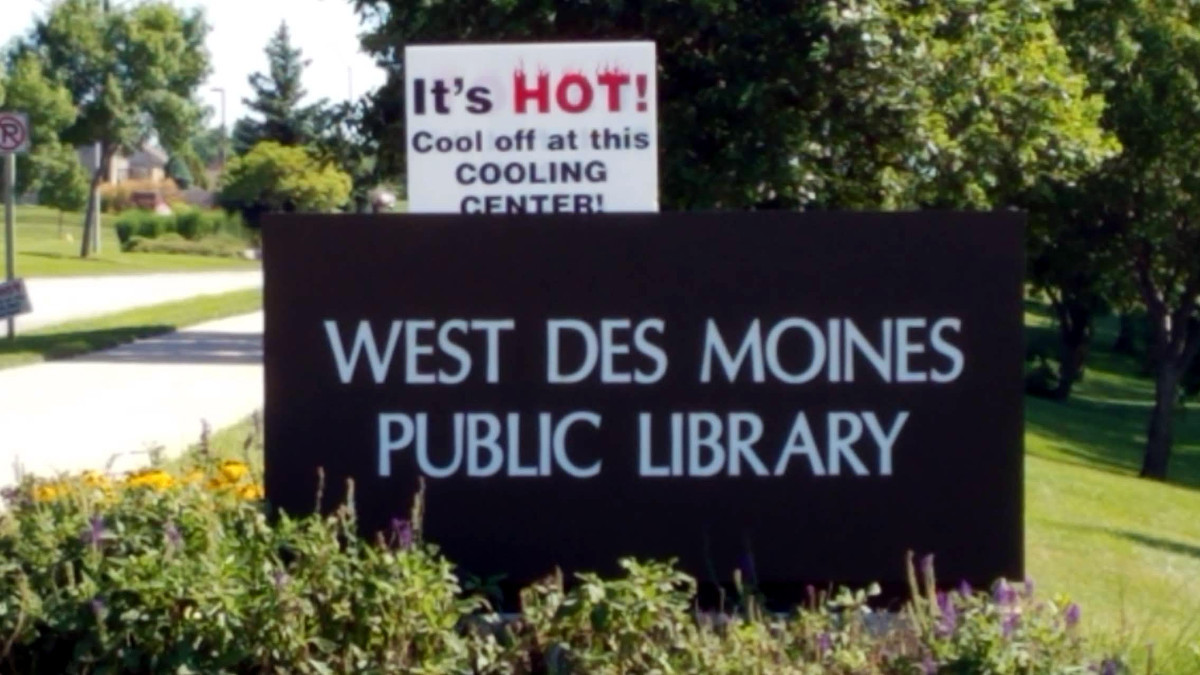 It's HOT!
Cool off at this
COOLING
CENTER!
WEST DES MOINES
PUBLIC LIBRARY